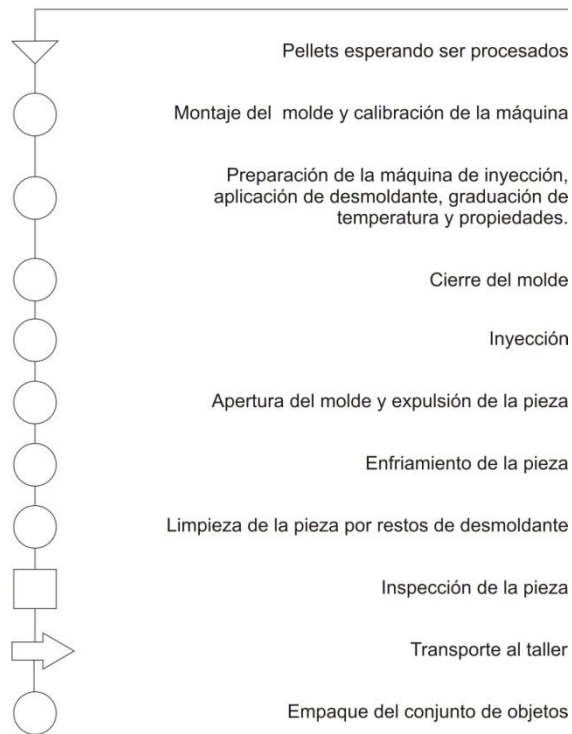 Pellets esperando ser procesados
Montaje del molde y calibración de la máquina
Preparación de la máquina de inyección,
aplicación de desmoldante, graduación de
temperatura y propiedades.
Cierre del molde
Inyección
Apertura del molde y expulsión de la pieza
Enfriamiento de la pieza
Limpieza de la pieza por restos de desmoldante
Inspección de la pieza
Transporte al taller
Empaque del conjunto de objetos